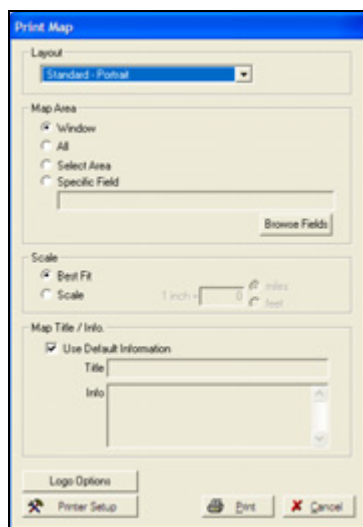 Print Map
Layout
Standard - Portrait
Map Area
Window
All
Select Area
Specific Field
Browse Fields
Scale
Best Fit
Scale 1 inch = 0 miles
feet
Map Title / Info.
Use Default Information
Title
Info
Logo Options
Printer Setup Print Cancel